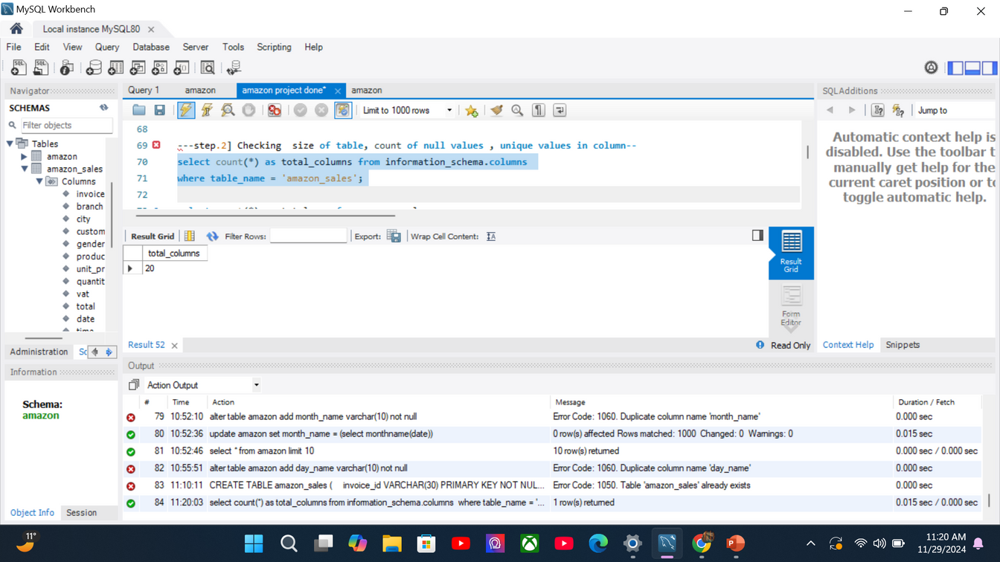 MySQL Workbench
Local instance MySQL80
File Edit View Query Database Server Tools Scripting Help
Navigator
SCHEMAS
Filter objects
Tables
amazon
amazon_sales
Columns
invoice
branch
city
custom
gender
produc
unit_pr
quantit
vat
total
date
time
Administration Sc
Information
Schema:
amazon
Object Info Session
Query 1 amazon amazon project done* amazon
Limit to 1000 rows
68
69 ---step.2] Checking size of table, count of null values , unique values in column--
70 select count(*) as total_columns from information_schema.columns
71 where table_name = 'amazon_sales';
72
Result Grid Filter Rows: Export: Wrap Cell Content:
total_columns
20
Result Grid
Form Editor
Result 52
Read Only
SQLAdditions
Jump to
Automatic context help is
disabled. Use the toolbar t
manually get help for the
current caret position or to
toggle automatic help.
Context Help Snippets
Output
Action Output
# Time Action Message Duration / Fetch
79 10:52:10 alter table amazon add month_name varchar(10) not null Error Code: 1060. Duplicate column name 'month_name' 0.000 sec
80 10:52:36 update amazon set month_name = (select monthname(date)) 0 row(s) affected Rows matched: 1000 Changed: 0 Warnings: 0 0.015 sec
81 10:52:46 select * from amazon limit 10 10 row(s) returned 0.000 sec / 0.000 sec
82 10:55:51 alter table amazon add day_name varchar(10) not null Error Code: 1060. Duplicate column name 'day_name' 0.000 sec
83 11:10:11 CREATE TABLE amazon_sales ( invoice_id VARCHAR(30) PRIMARY KEY NOT NUL... Error Code: 1050. Table 'amazon_sales' already exists 0.000 sec
84 11:20:03 select count(*) as total_columns from information_schema.columns where table_name = '... 1 row(s) returned 0.015 sec / 0.000 sec
11°
11:20 AM
11/29/2024